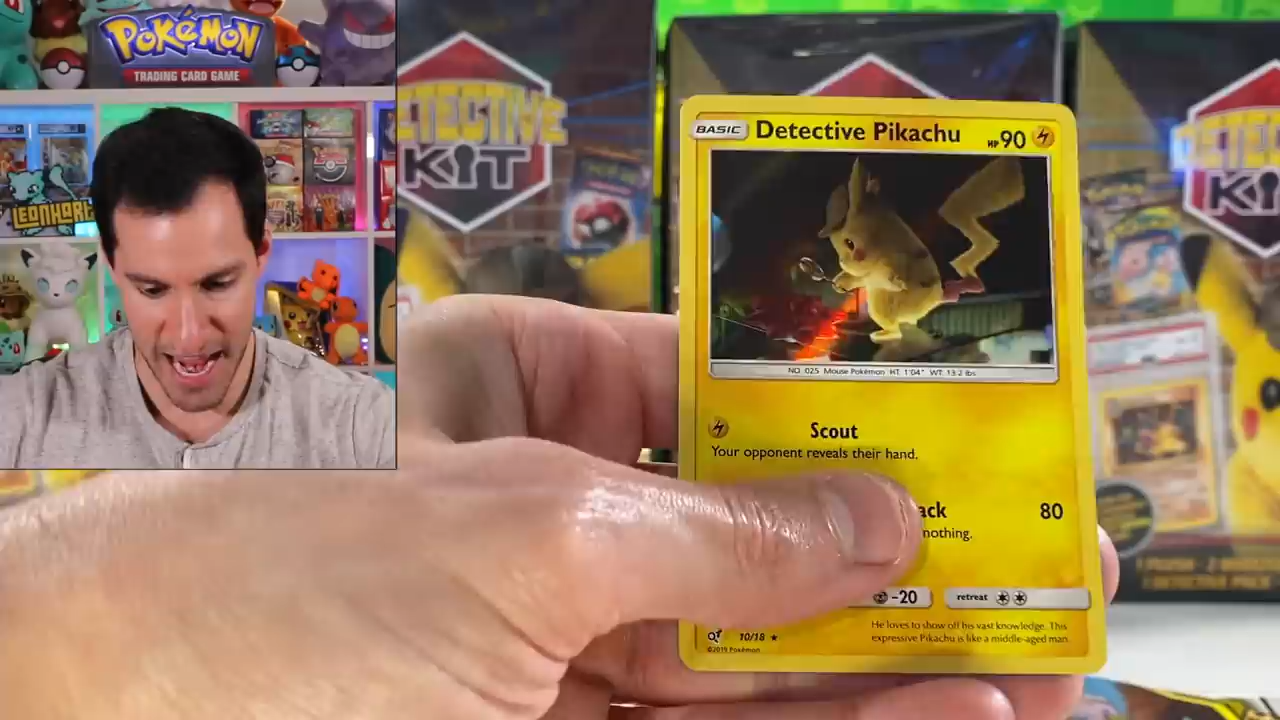 POKéMON
TRADING CARD GAME
LEONHART
DETECTIVE
KIT
BASIC Detective Pikachu HP 90
NO. 025 Mouse Pokémon HT: 1'04" WT: 13.2 lbs
Scout
Your opponent reveals their hand.
ack 80
nothing.
-20 retreat
He loves to show off his vast knowledge. This
expressive Pikachu is like a middle-aged man.
10/18
©2019 Pokémon
KI